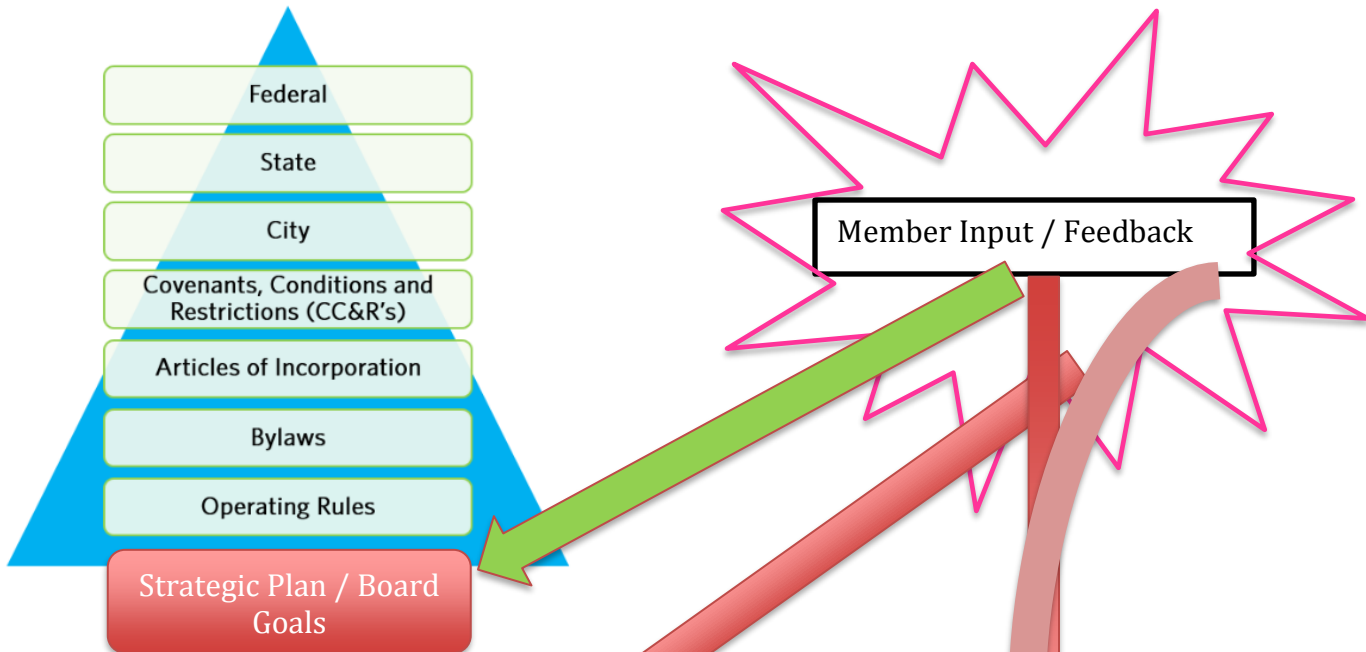 Federal
State
City
Covenants, Conditions and
Restrictions (CC&R's)
Articles of Incorporation
Bylaws
Operating Rules
Strategic Plan / Board
Goals
Member Input / Feedback